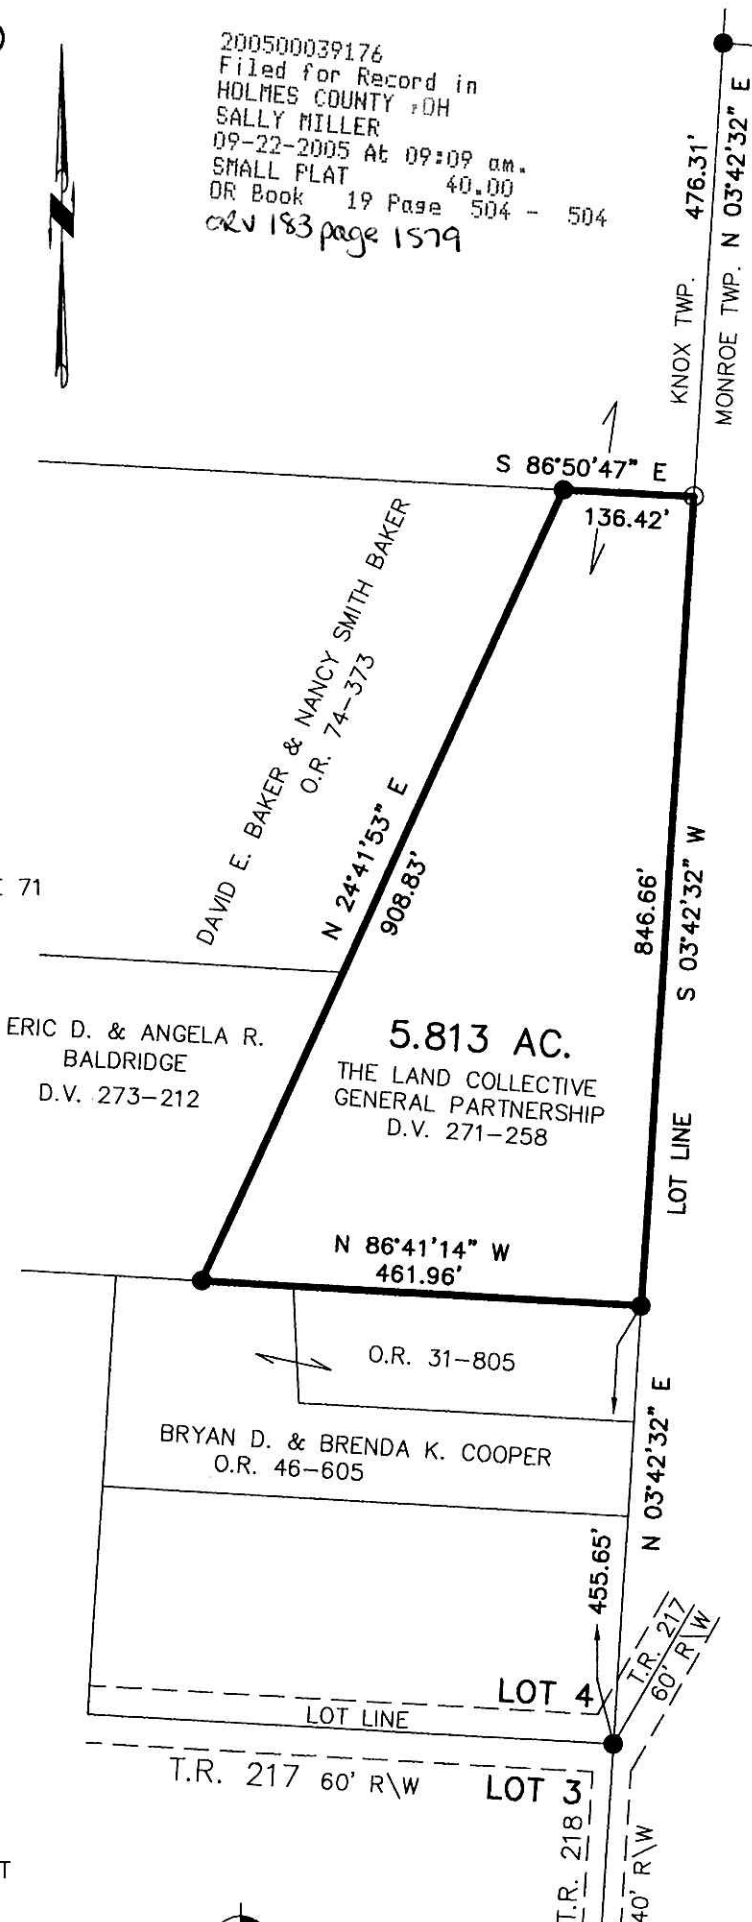 200500039176
Filed for Record in
HOLMES COUNTY ,OH
SALLY MILLER
09-22-2005 At 09:09 am.
SMALL PLAT 40.00
OR Book 19 Page 504 - 504
ORV 183 page 1579
476.31'
N 03°42'32" E
KNOX TWP.
MONROE TWP.
S 86°50'47" E
136.42'
DAVID E. BAKER & NANCY SMITH BAKER
O.R. 74-373
N 24°41'53" E
908.83'
846.66'
S 03°42'32" W
71
ERIC D. & ANGELA R.
BALDRIDGE
D.V. 273-212
5.813 AC.
THE LAND COLLECTIVE
GENERAL PARTNERSHIP
D.V. 271-258
LOT LINE
N 86°41'14" W
461.96'
O.R. 31-805
BRYAN D. & BRENDA K. COOPER
O.R. 46-605
N 03°42'32" E
455.65'
T.R. 217
60' R\W
LOT 4
LOT LINE
T.R. 217 60' R\W
LOT 3
T.R. 218
40' R\W
T